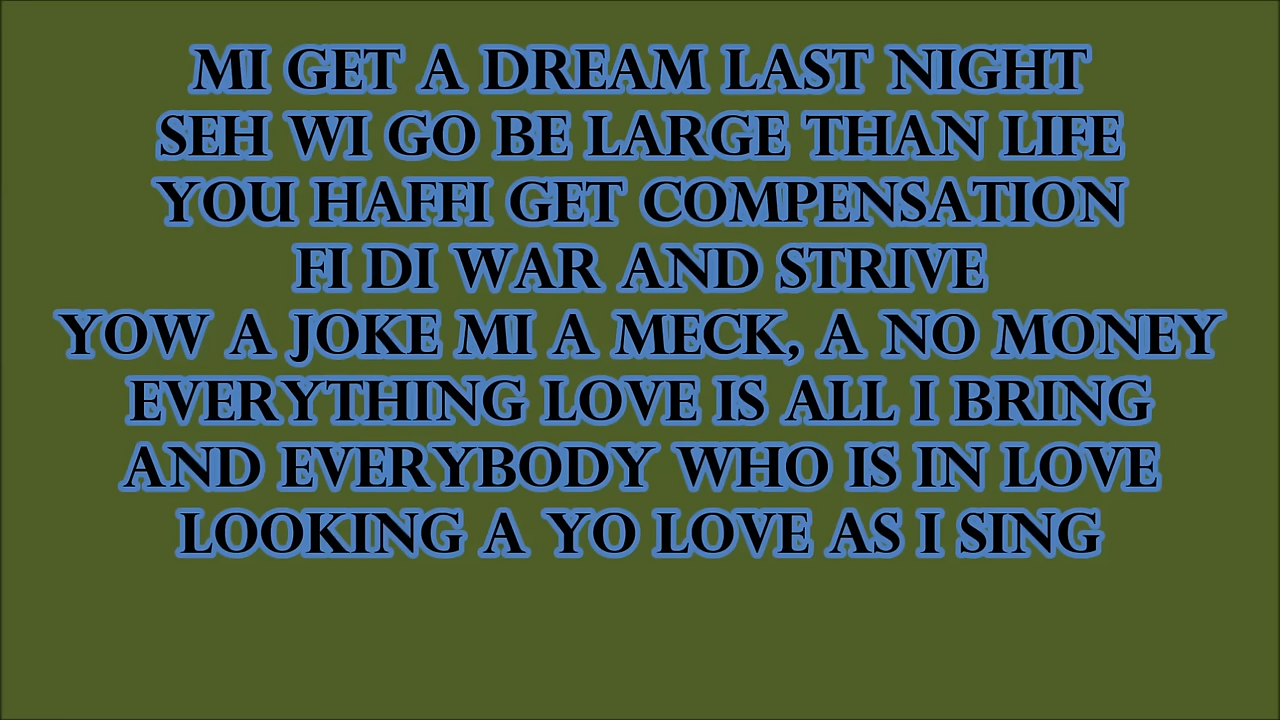 MI GET A DREAM LAST NIGHT
SEH WI GO BE LARGE THAN LIFE
YOU HAFFI GET COMPENSATION
FI DI WAR AND STRIVE
YOW A JOKE MI A MECK, A NO MONEY
EVERYTHING LOVE IS ALL I BRING
AND EVERYBODY WHO IS IN LOVE
LOOKING A YO LOVE AS I SING